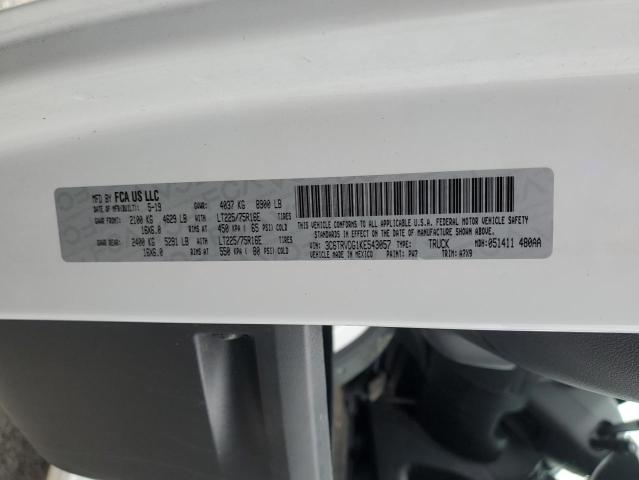 MFD BY FCA US LLC
DATE OF MFR/BUILT: 5-19 GVWR: 4037 KG 8900 LB
GAWR FRONT: 2100 KG 4629 LB WITH LT225/75R16E TIRES
16X6.0 RIMS AT 450 KPA ( 65 PSI) COLD
GAWR REAR: 2400 KG 5291 LB WITH LT225/75R16E TIRES
16X6.0 RIMS AT 550 KPA ( 80 PSI) COLD
THIS VEHICLE CONFORMS TO ALL APPLICABLE U.S.A. FEDERAL MOTOR VEHICLE SAFETY
STANDARDS IN EFFECT ON THE DATE OF MANUFACTURE SHOWN ABOVE.
VIN: 3C6TRVCG1KE543057 TYPE: TRUCK MDH: 051411 480AA
VEHICLE MADE IN MEXICO PAINT: PW7 TRIM: A7X9